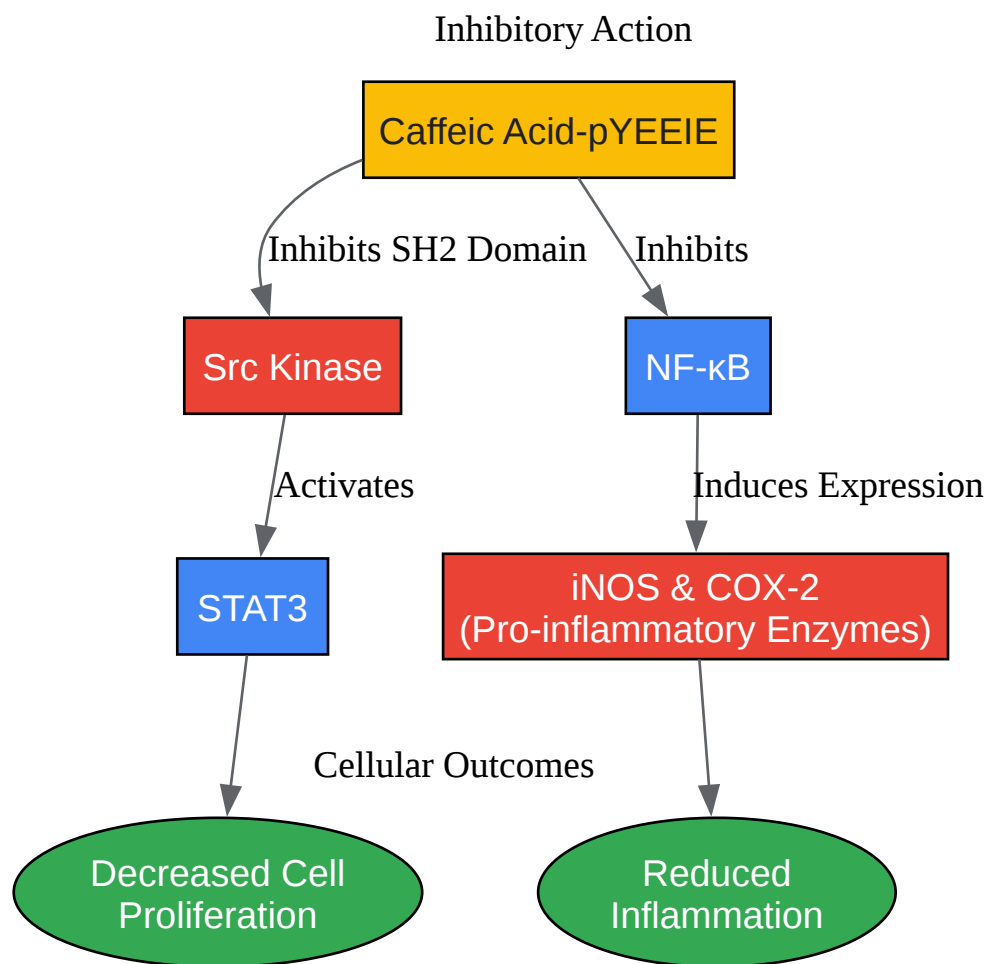 Inhibitory Action
Caffeic Acid-pYEEIE
Inhibits SH2 Domain
Inhibits
Src Kinase
NF-κB
Activates
Induces Expression
STAT3
iNOS & COX-2
(Pro-inflammatory Enzymes)
Cellular Outcomes
Decreased Cell
Proliferation
Reduced
Inflammation